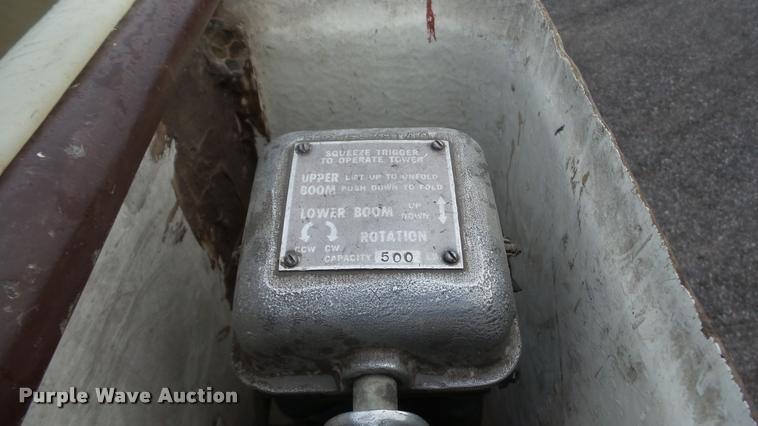 SQUEEZE TRIGGER
TO OPERATE TOWER
UPPER LIFT UP TO UNFOLD
BOOM PUSH DOWN TO FOLD
LOWER BOOM UP
DOWN
CCW CW ROTATION
CAPACITY 500
Purple Wave Auction